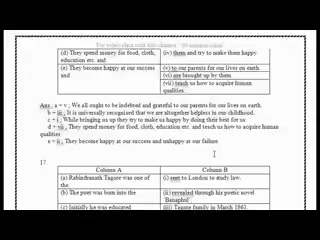 For video class visit this channel - "
(d) They spend money for food, cloth, education etc. and
(iv) them and try to make them happy.
(e) They become happy at our success and
(v) to our parents for our lives on earth.
(vi) are brought up by them.
(vii) teach us how to acquire human qualities.
Ans : a + v ; We all ought to be indebted and grateful to our parents for our lives on earth.
b + iii ; It is universally recognised that we are altogether helpless in our childhood.
c + i ; While bringing us up they try to make us happy by doing their best for us.
d + vii ; They spend money for food, cloth, education etc. and teach us how to acquire human
qualities
e + ii ; They become happy at our success and unhappy at our failure.
17.
Column A
Column B
(a) Rabindranath Tagore was one of the
(i) sent to London to study law.
(b) The poet was born into the
(ii) revealed through his poetic novel 'Banaphul'.
(c) Initially he was educated
(iii) Tagore family in March 1861.